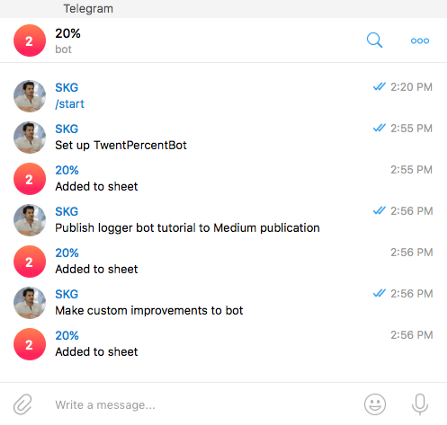 Telegram
2
20%
bot
SKG
2:20 PM
/start
SKG
2:55 PM
Set up TwentPercentBot
2
20%
2:55 PM
Added to sheet
SKG
2:56 PM
Publish logger bot tutorial to Medium publication
2
20%
2:56 PM
Added to sheet
SKG
2:56 PM
Make custom improvements to bot
2
20%
2:56 PM
Added to sheet
Write a message...